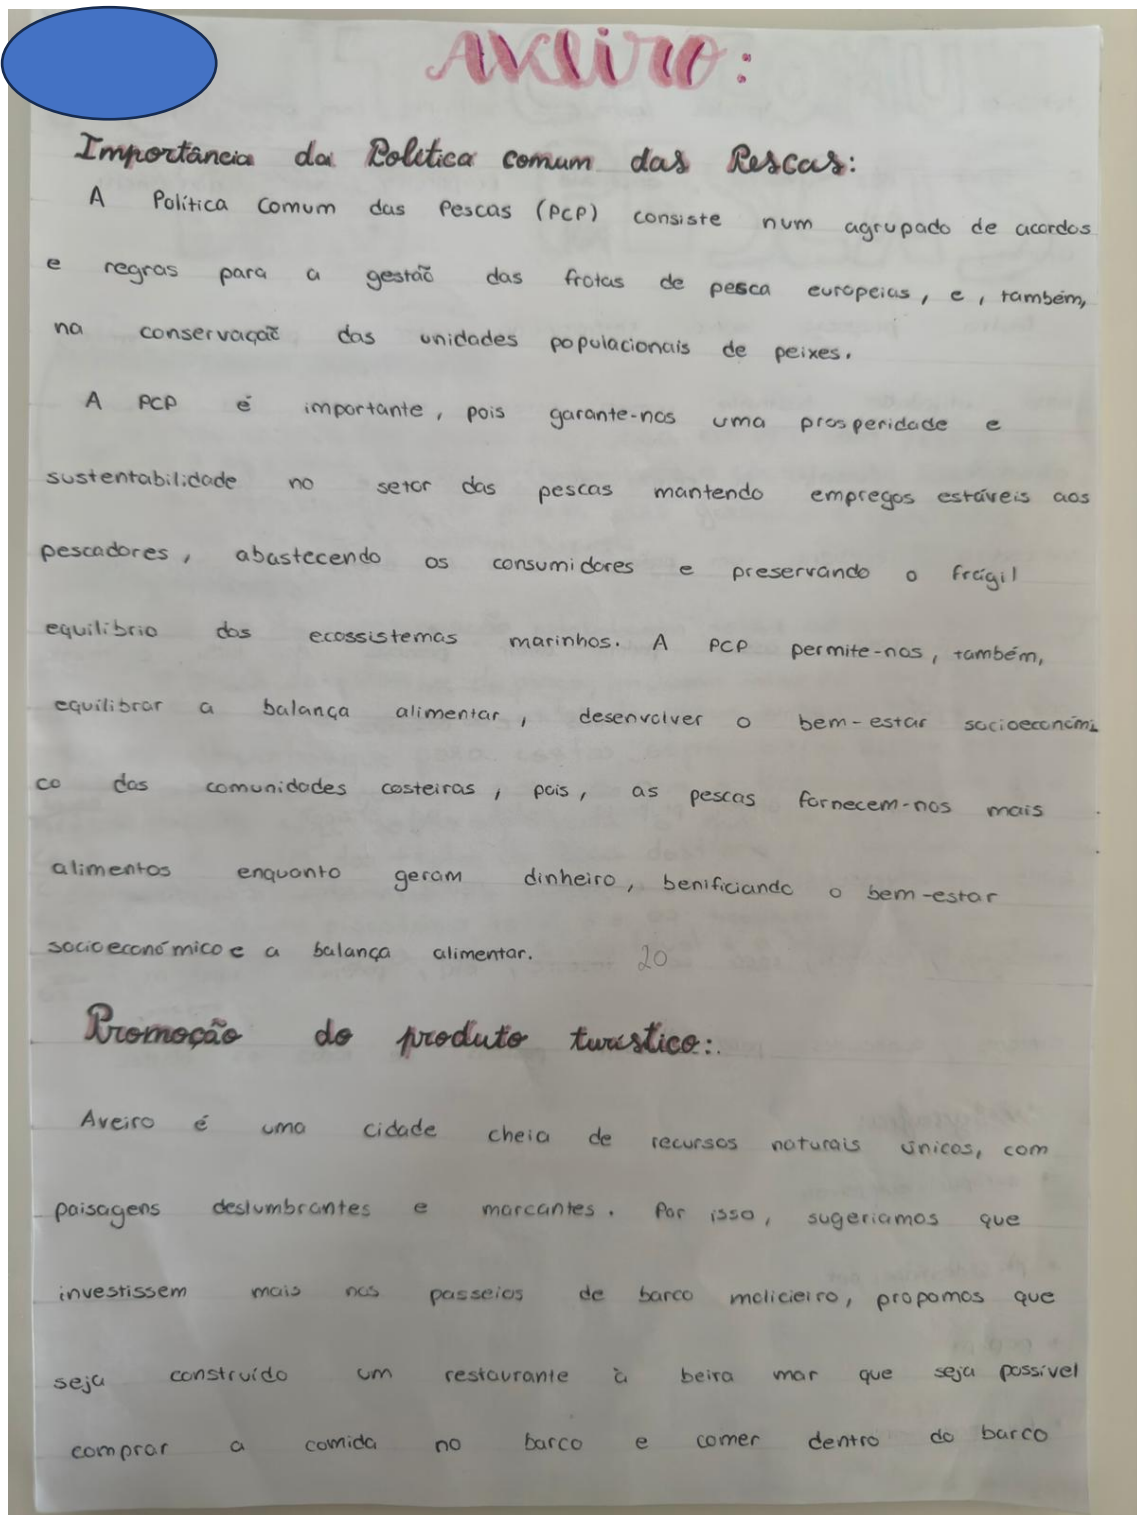 Aveiro:
Importância da Política comum das Pescas:
A Política Comum das Pescas (PCP) consiste num agrupado de acordos
e regras para a gestão das frotas de pesca europeias, e, também,
na conservação das unidades populacionais de peixes.
A PCP é importante, pois garante-nos uma prosperidade e
sustentabilidade no setor das pescas mantendo empregos estáveis aos
pescadores, abastecendo os consumidores e preservando o frágil
equilíbrio dos ecossistemas marinhos. A PCP permite-nos, também,
equilibrar a balança alimentar, desenvolver o bem-estar socioeconómi
co das comunidades costeiras, pois, as pescas fornecem-nos mais
alimentos enquanto geram dinheiro, benificiando o bem-estar
socioeconómico e a balança alimentar. 20
Promoção do produto turístico:
Aveiro é uma cidade cheia de recursos naturais únicos, com
paisagens deslumbrantes e marcantes. Por isso, sugeriamos que
investissem mais nos passeios de barco molicieiro, propomos que
seja construído um restaurante à beira mar que seja possível
comprar a comida no barco e comer dentro do barco